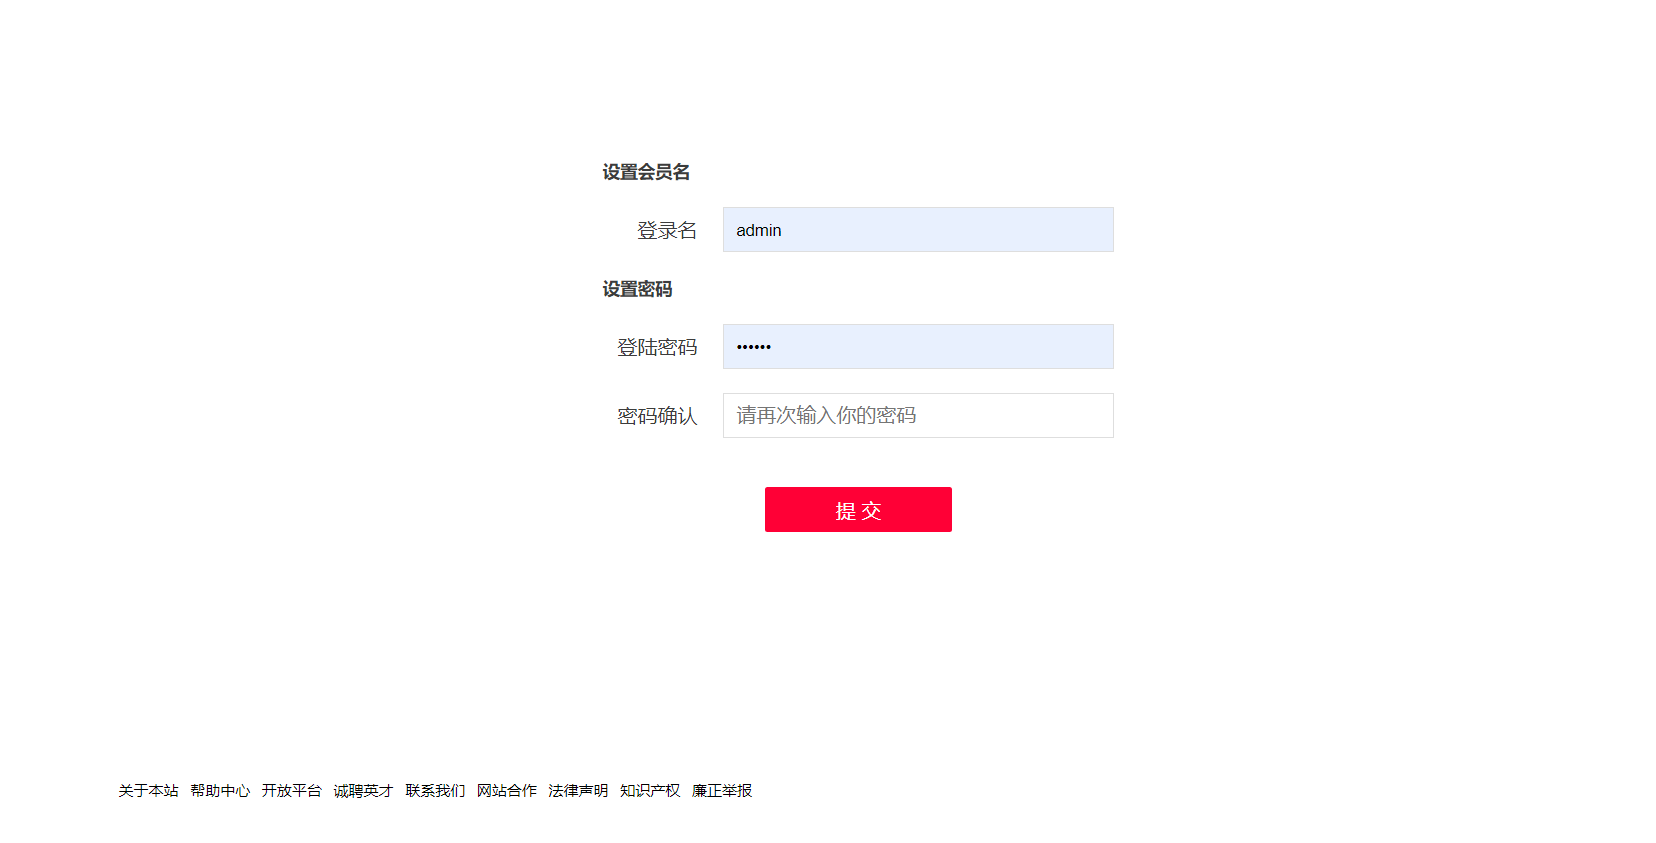 设置会员名
登录名 admin
设置密码
登陆密码 ••••••
密码确认 请再次输入你的密码
提 交
关于本站 帮助中心 开放平台 诚聘英才 联系我们 网站合作 法律声明 知识产权 廉正举报